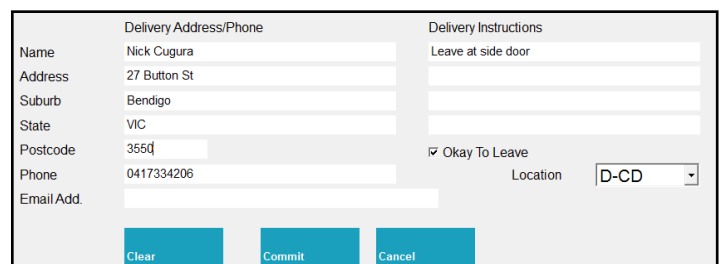 Delivery Address/Phone Delivery Instructions
Name Nick Cugura Leave at side door
Address 27 Button St
Suburb Bendigo
State VIC
Postcode 3550 Okay To Leave
Phone 0417334206 Location D-CD
Email Add.
Clear Commit Cancel